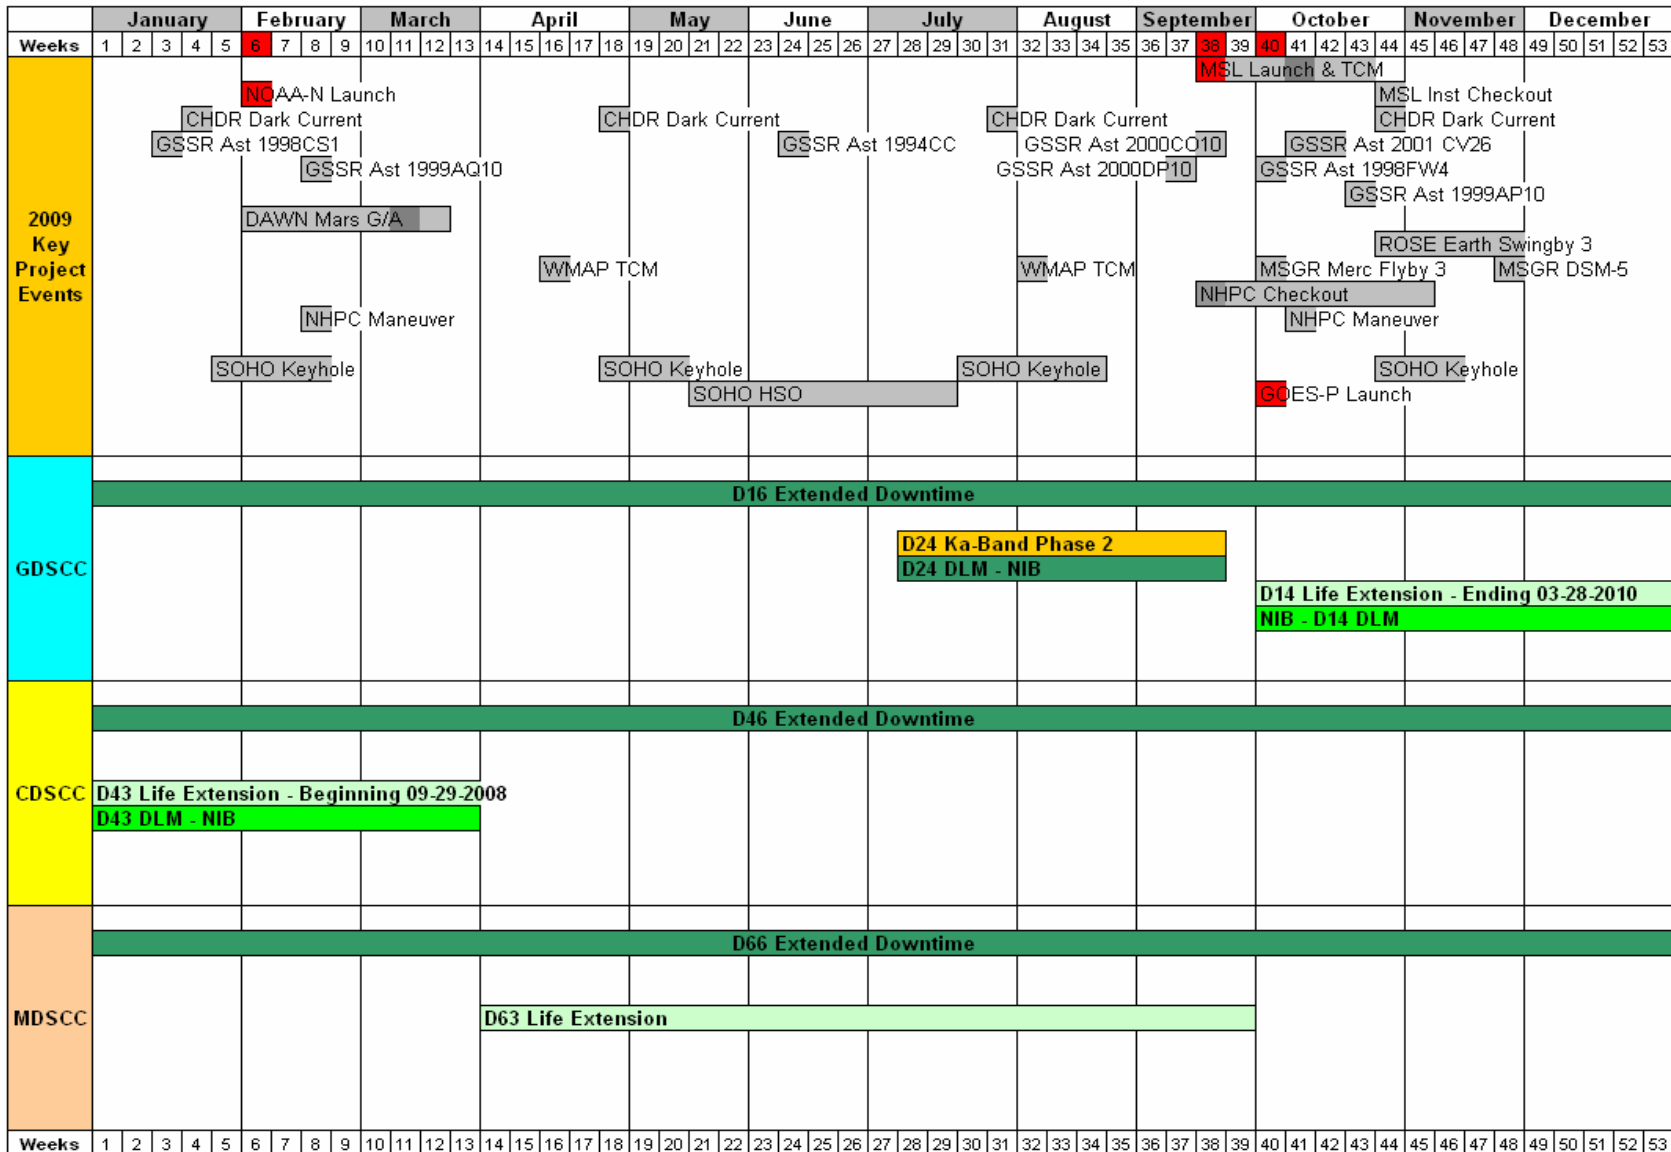 January February March April May June July August September October November December
Weeks 1 2 3 4 5 6 7 8 9 10 11 12 13 14 15 16 17 18 19 20 21 22 23 24 25 26 27 28 29 30 31 32 33 34 35 36 37 38 39 40 41 42 43 44 45 46 47 48 49 50 51 52 53
2009
Key
Project
Events
MSL Launch & TCM
NOAA-N Launch MSL Inst Checkout
CHDR Dark Current CHDR Dark Current CHDR Dark Current CHDR Dark Current
GSSR Ast 1998CS1 GSSR Ast 1994CC GSSR Ast 2000CO10 GSSR Ast 2001 CV26
GSSR Ast 1999AQ10 GSSR Ast 2000DP10 GSSR Ast 1998FW4
GSSR Ast 1999AP10
DAWN Mars G/A
ROSE Earth Swingby 3
WMAP TCM WMAP TCM MSGR Merc Flyby 3 MSGR DSM-5
NHPC Checkout
NHPC Maneuver NHPC Maneuver
SOHO Keyhole SOHO Keyhole SOHO Keyhole SOHO Keyhole
SOHO HSO GOES-P Launch
GDSCC
D16 Extended Downtime
D24 Ka-Band Phase 2
D24 DLM - NIB
D14 Life Extension - Ending 03-28-2010
NIB - D14 DLM
CDSCC
D46 Extended Downtime
D43 Life Extension - Beginning 09-29-2008
D43 DLM - NIB
MDSCC
D66 Extended Downtime
D63 Life Extension
Weeks 1 2 3 4 5 6 7 8 9 10 11 12 13 14 15 16 17 18 19 20 21 22 23 24 25 26 27 28 29 30 31 32 33 34 35 36 37 38 39 40 41 42 43 44 45 46 47 48 49 50 51 52 53